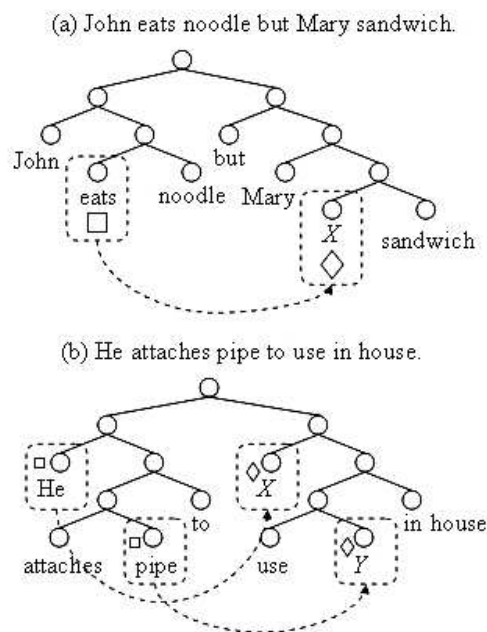 (a) John eats noodle but Mary sandwich.
John
but
eats
noodle
Mary
X
sandwich
(b) He attaches pipe to use in house.
He
X
to
in house
attaches
pipe
use
Y